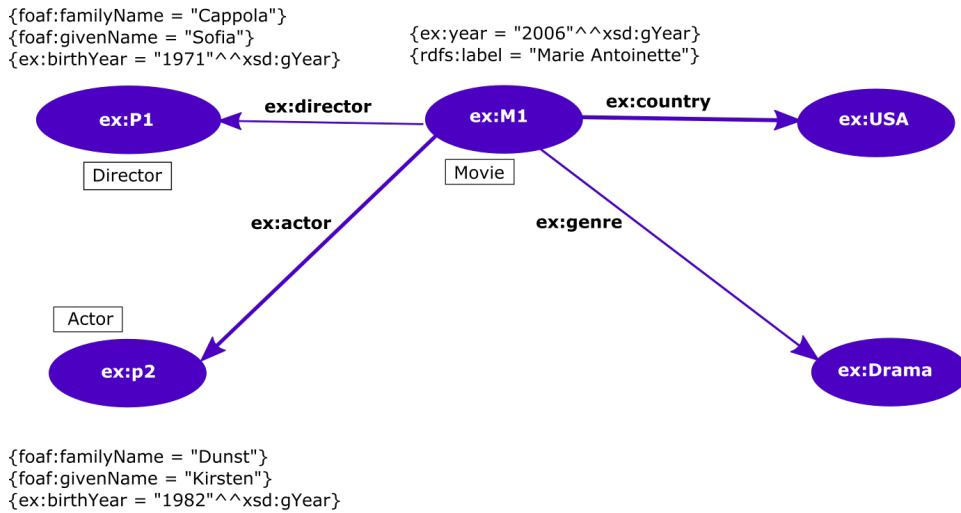 {foaf:familyName = "Cappola"}
{foaf:givenName = "Sofia"}
{ex:birthYear = "1971"^^xsd:gYear}
{ex:year = "2006"^^xsd:gYear}
{rdfs:label = "Marie Antoinette"}
ex:P1
ex:director
ex:M1
ex:country
ex:USA
Director
Movie
ex:actor
ex:genre
Actor
ex:p2
ex:Drama
{foaf:familyName = "Dunst"}
{foaf:givenName = "Kirsten"}
{ex:birthYear = "1982"^^xsd:gYear}